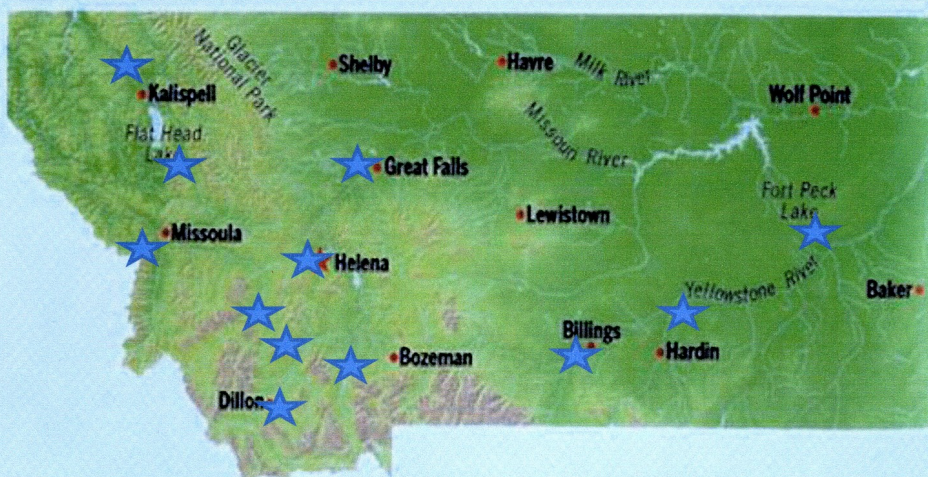 Glacier
National Park
Shelby
Havre
Milk River
Kalispell
Wolf Point
Flat Head
Lake
Missouri River
Great Falls
Fort Peck
Lake
Lewistown
Missoula
Helena
Yellowstone River
Baker
Billings
Hardin
Bozeman
Dillon